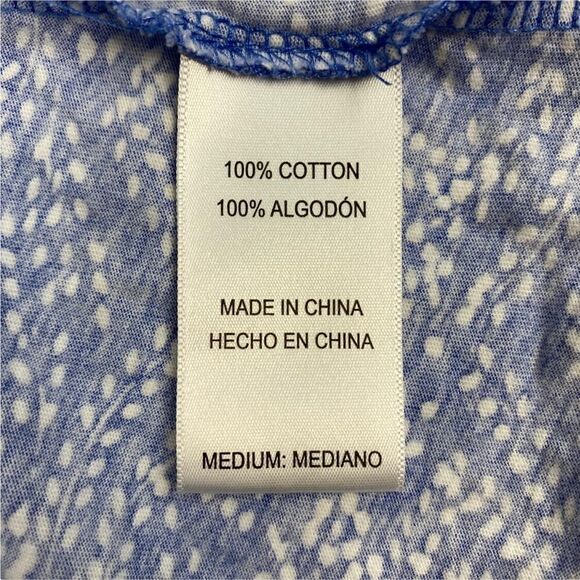 100% COTTON
100% ALGODÓN
MADE IN CHINA
HECHO EN CHINA
MEDIUM: MEDIANO